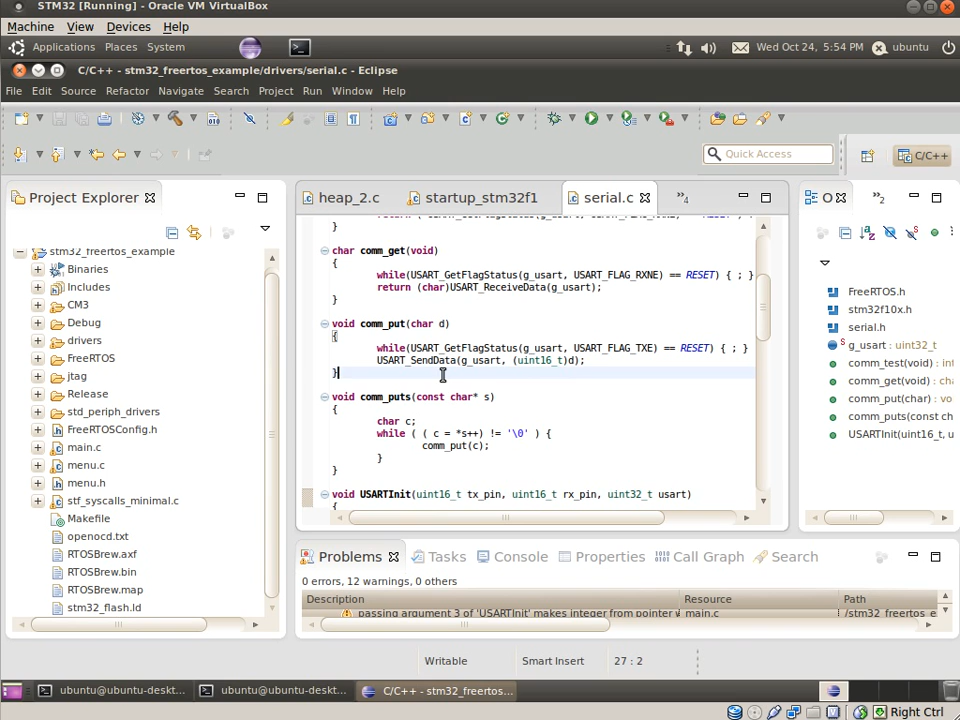 STM32 [Running] - Oracle VM VirtualBox
Machine View Devices Help
Applications Places System Wed Oct 24, 5:54 PM ubuntu
C/C++ - stm32_freertos_example/drivers/serial.c - Eclipse
File Edit Source Refactor Navigate Search Project Run Window Help
Quick Access C/C++
Project Explorer
stm32_freertos_example
Binaries
Includes
CM3
Debug
drivers
FreeRTOS
jtag
Release
std_periph_drivers
FreeRTOSConfig.h
main.c
menu.c
menu.h
stf_syscalls_minimal.c
Makefile
openocd.txt
RTOSBrew.axf
RTOSBrew.bin
RTOSBrew.map
stm32_flash.ld
heap_2.c startup_stm32f1 serial.c »4
}
char comm_get(void)
{
while(USART_GetFlagStatus(g_usart, USART_FLAG_RXNE) == RESET) { ; }
return (char)USART_ReceiveData(g_usart);
}
void comm_put(char d)
{
while(USART_GetFlagStatus(g_usart, USART_FLAG_TXE) == RESET) { ; }
USART_SendData(g_usart, (uint16_t)d);
}
void comm_puts(const char* s)
{
char c;
while ( ( c = *s++) != '\0' ) {
comm_put(c);
}
}
void USARTInit(uint16_t tx_pin, uint16_t rx_pin, uint32_t usart)
{
O »2
FreeRTOS.h
stm32f10x.h
serial.h
g_usart : uint32_t
comm_test(void) : int
comm_get(void) : cha
comm_put(char) : void
comm_puts(const ch
USARTInit(uint16_t,
Problems Tasks Console Properties Call Graph Search
0 errors, 12 warnings, 0 others
Description Resource Path
passing argument 3 of 'USARTInit' makes integer from pointer main.c /stm32_freertos_e
Writable Smart Insert 27 : 2
ubuntu@ubuntu-deskt... ubuntu@ubuntu-deskt... C/C++ - stm32_freertos...
Right Ctrl